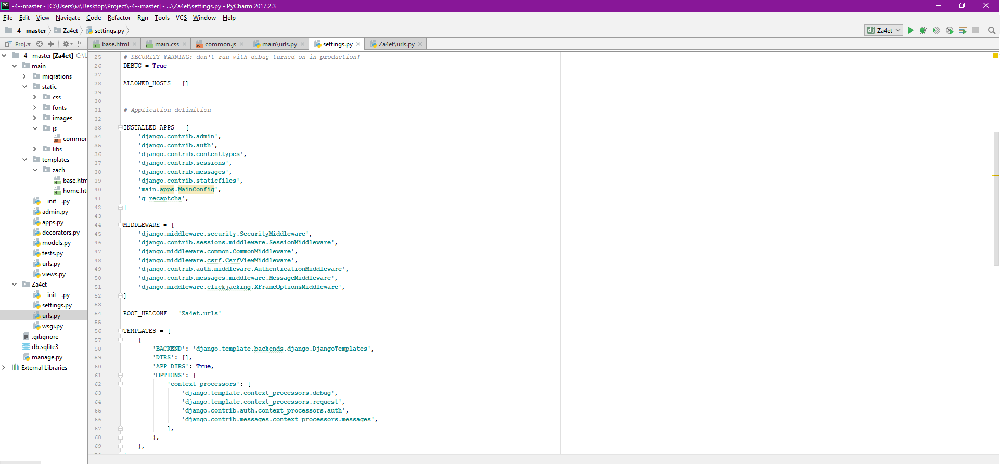 -4--master - [C:\Users\м\Desktop\Project\-4--master] - ...\Za4et\settings.py - PyCharm 2017.2.3
File Edit View Navigate Code Refactor Run Tools VCS Window Help
-4--master Za4et settings.py
Za4et
Proj..
base.html main.css common.js main\urls.py settings.py Za4et\urls.py
-4--master [Za4et] C:\U
main
migrations
static
css
fonts
images
js
common
libs
templates
zach
base.htm
home.htm
__init__.py
admin.py
apps.py
decorators.py
models.py
tests.py
urls.py
views.py
Za4et
__init__.py
settings.py
urls.py
wsgi.py
.gitignore
db.sqlite3
manage.py
External Libraries
25 # SECURITY WARNING: don't run with debug turned on in production!
26 DEBUG = True
27
28 ALLOWED_HOSTS = []
29
30
31 # Application definition
32
33 INSTALLED_APPS = [
34 'django.contrib.admin',
35 'django.contrib.auth',
36 'django.contrib.contenttypes',
37 'django.contrib.sessions',
38 'django.contrib.messages',
39 'django.contrib.staticfiles',
40 'main.apps.MainConfig',
41 'g_recaptcha',
42 ]
43
44 MIDDLEWARE = [
45 'django.middleware.security.SecurityMiddleware',
46 'django.contrib.sessions.middleware.SessionMiddleware',
47 'django.middleware.common.CommonMiddleware',
48 'django.middleware.csrf.CsrfViewMiddleware',
49 'django.contrib.auth.middleware.AuthenticationMiddleware',
50 'django.contrib.messages.middleware.MessageMiddleware',
51 'django.middleware.clickjacking.XFrameOptionsMiddleware',
52 ]
53
54 ROOT_URLCONF = 'Za4et.urls'
55
56 TEMPLATES = [
57 {
58 'BACKEND': 'django.template.backends.django.DjangoTemplates',
59 'DIRS': [],
60 'APP_DIRS': True,
61 'OPTIONS': {
62 'context_processors': [
63 'django.template.context_processors.debug',
64 'django.template.context_processors.request',
65 'django.contrib.auth.context_processors.auth',
66 'django.contrib.messages.context_processors.messages',
67 ],
68 },
69 },